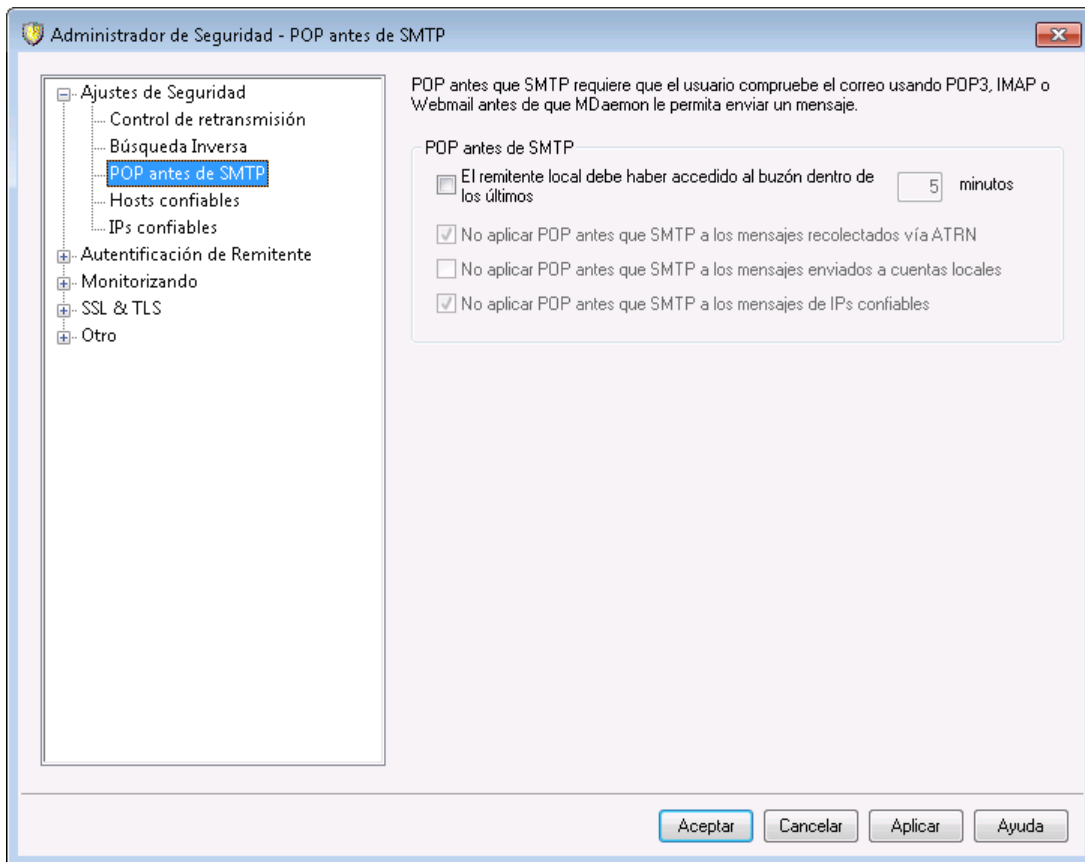 Administrador de Seguridad - POP antes de SMTP
Ajustes de Seguridad
Control de retransmisión
Búsqueda Inversa
POP antes de SMTP
Hosts confiables
IPs confiables
Autentificación de Remitente
Monitorizando
SSL & TLS
Otro
POP antes que SMTP requiere que el usuario compruebe el correo usando POP3, IMAP o
Webmail antes de que MDaemon le permita enviar un mensaje.
POP antes de SMTP
El remitente local debe haber accedido al buzón dentro de
los últimos
5 minutos
No aplicar POP antes que SMTP a los mensajes recolectados vía ATRN
No aplicar POP antes que SMTP a los mensajes enviados a cuentas locales
No aplicar POP antes que SMTP a los mensajes de IPs confiables
Aceptar Cancelar Aplicar Ayuda